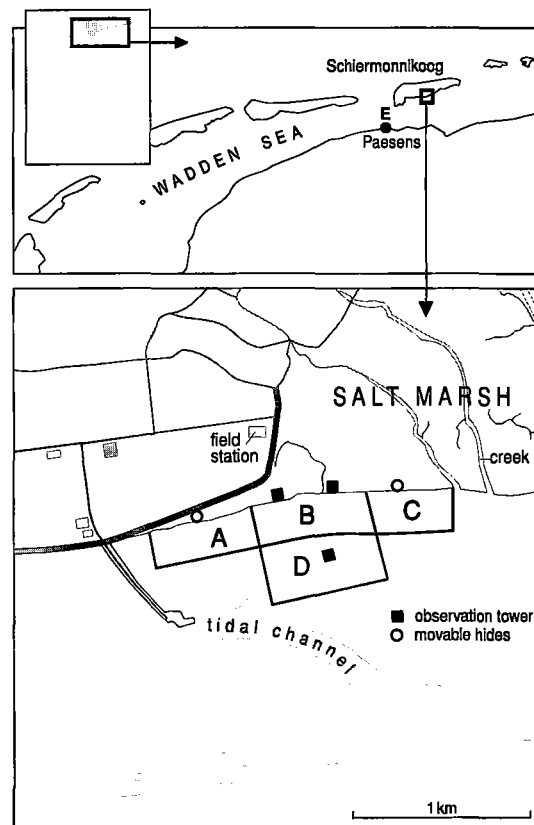 Schiermonnikoog
E
Paesens
WADDEN SEA
SALT MARSH
field
station
creek
A
B
C
D
tidal channel
observation tower
movable hides
1 km